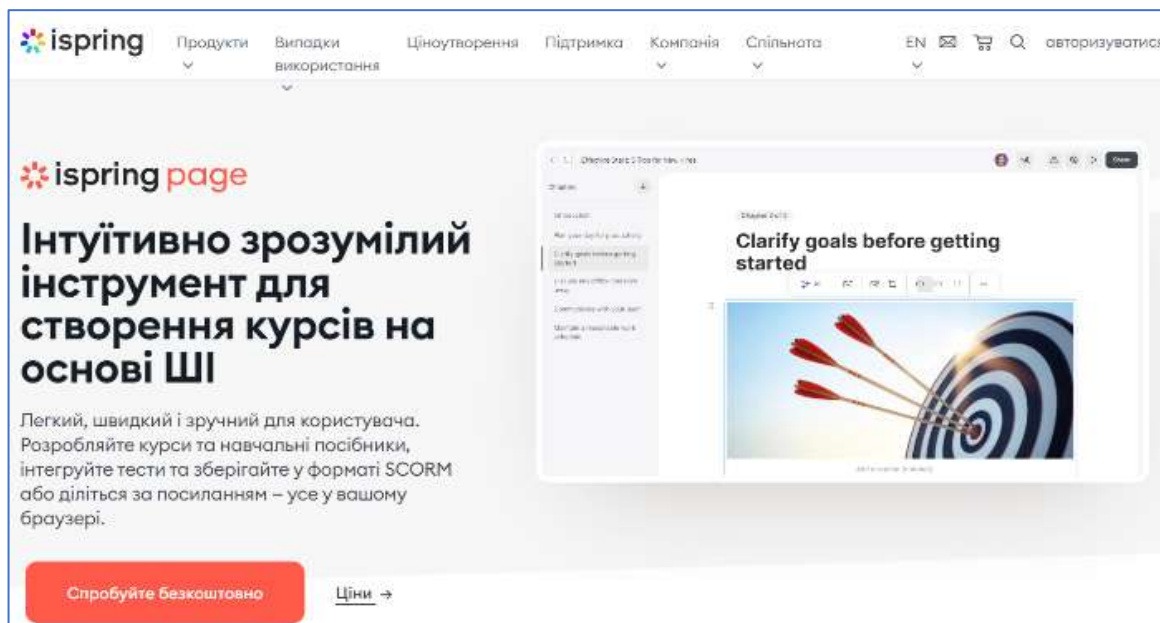 ispring
Продукти
Випадки
використання
Ціноутворення
Підтримка
Компанія
Спільнота
EN
авторизуватися
ispring page
Інтуїтивно зрозумілий
інструмент для
створення курсів на
основі ШІ
Легкий, швидкий і зручний для користувача.
Розробляйте курси та навчальні посібники,
інтегруйте тести та зберігайте у форматі SCORM
або діліться за посиланням – усе у вашому
браузері.
Спробуйте безкоштовно
Ціни →
Clarify goals before getting
started